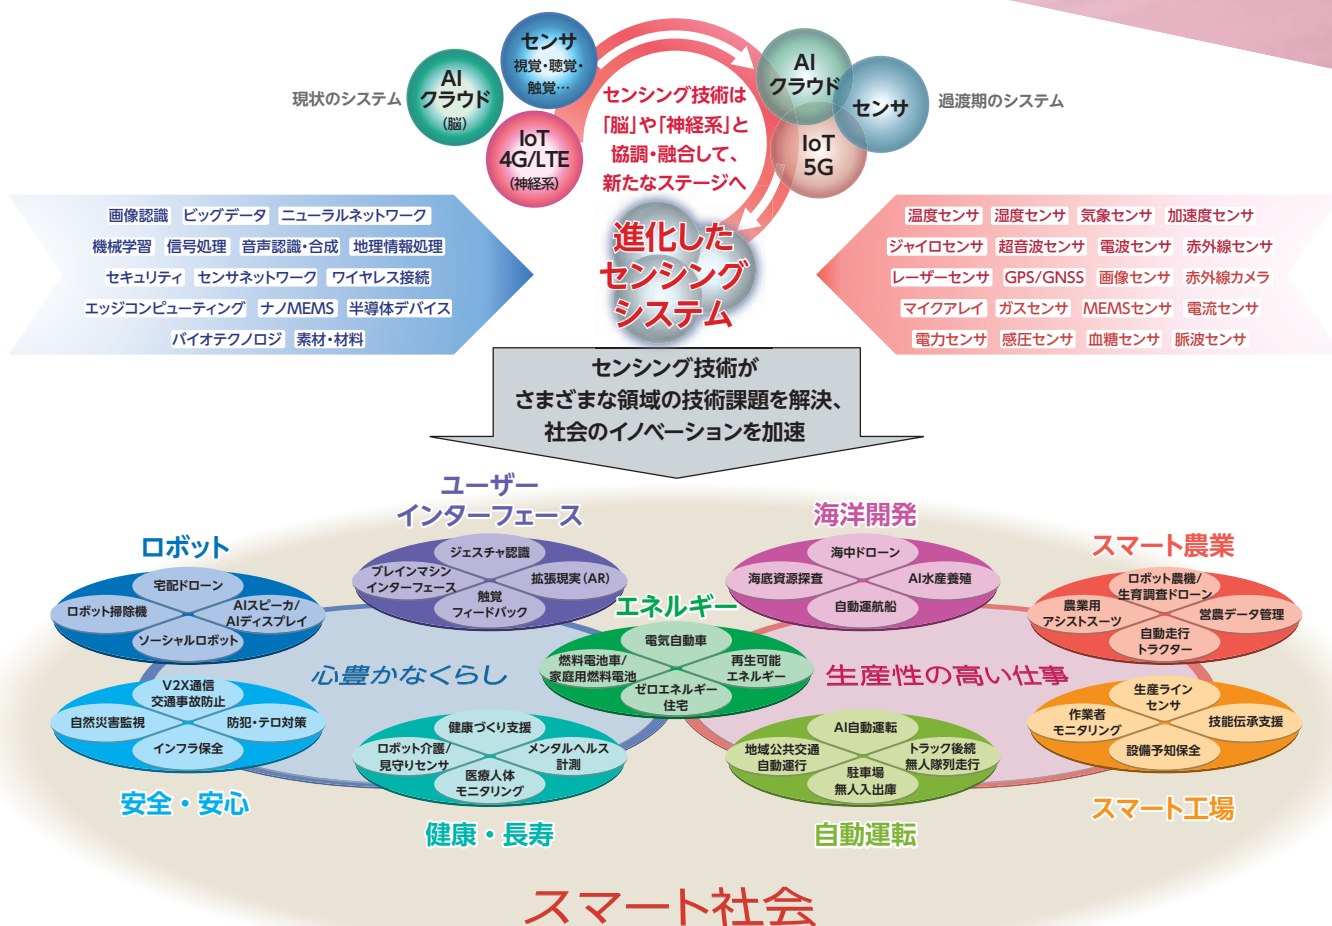 現状のシステム
AI
クラウド
(脳)
センサ
視覚・聴覚・
触覚…
IoT
4G/LTE
(神経系)
センシング技術は
「脳」や「神経系」と
協調・融合して、
新たなステージへ
AI
クラウド
センサ
IoT
5G
過渡期のシステム
画像認識 ビッグデータ ニューラルネットワーク
機械学習 信号処理 音声認識・合成 地理情報処理
セキュリティ センサネットワーク ワイヤレス接続
エッジコンピューティング ナノMEMS 半導体デバイス
バイオテクノロジ 素材・材料
進化した
センシング
システム
温度センサ 湿度センサ 気象センサ 加速度センサ
ジャイロセンサ 超音波センサ 電波センサ 赤外線センサ
レーザーセンサ GPS/GNSS 画像センサ 赤外線カメラ
マイクアレイ ガスセンサ MEMSセンサ 電流センサ
電力センサ 感圧センサ 血糖センサ 脈波センサ
センシング技術が
さまざまな領域の技術課題を解決、
社会のイノベーションを加速
ロボット
宅配ドローン
ロボット掃除機
AIスピーカ/
AIディスプレイ
ソーシャルロボット
ユーザー
インターフェース
ジェスチャ認識
ブレインマシン
インターフェース
拡張現実(AR)
触覚
フィードバック
海洋開発
海中ドローン
海底資源探査
AI水産養殖
自動運航船
スマート農業
ロボット農機/
生育調査ドローン
農業用
アシストスーツ
営農データ管理
自動走行
トラクター
エネルギー
電気自動車
燃料電池車/
家庭用燃料電池
再生可能
エネルギー
ゼロエネルギー
住宅
心豊かなくらし
生産性の高い仕事
V2X通信
交通事故防止
自然災害監視
防犯・テロ対策
インフラ保全
安全・安心
健康づくり支援
ロボット介護/
見守りセンサ
メンタルヘルス
計測
医療人体
モニタリング
健康・長寿
AI自動運転
地域公共交通
自動運行
トラック後続
無人隊列走行
駐車場
無人入出庫
自動運転
生産ライン
センサ
作業者
モニタリング
技能伝承支援
設備予知保全
スマート工場
スマート社会